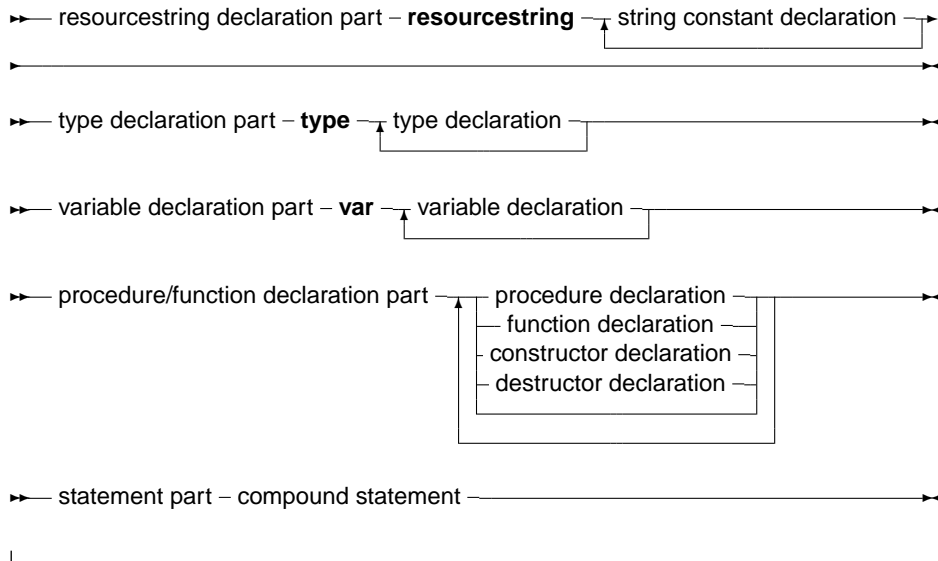 resourcestring declaration part – resourcestring – string constant declaration –
type declaration part – type – type declaration –
variable declaration part – var – variable declaration –
procedure/function declaration part – procedure declaration –
function declaration –
constructor declaration –
destructor declaration –
statement part – compound statement –